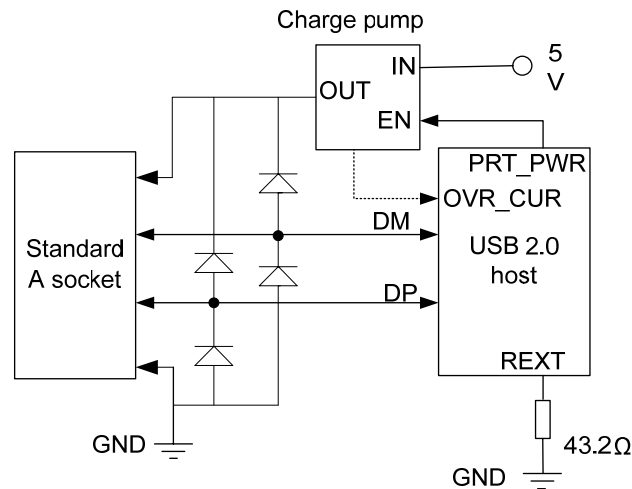 Charge pump
IN
5
V
OUT
EN
PRT_PWR
OVR_CUR
DM
USB 2.0
host
Standard
A socket
DP
REXT
GND
43.2Ω
GND